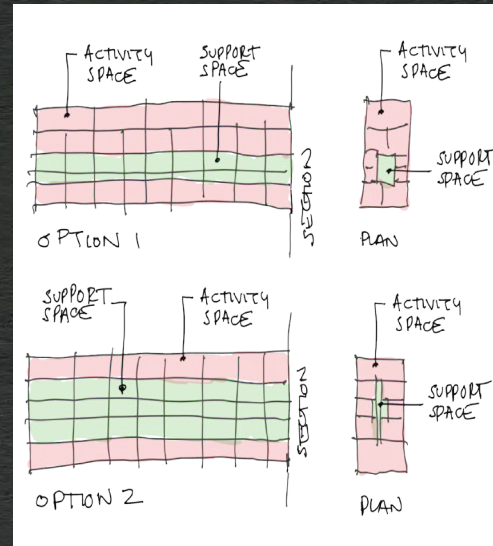 ACTIVITY
SPACE
SUPPORT
SPACE
SECTION
OPTION 1
ACTIVITY
SPACE
SUPPORT
SPACE
PLAN
SUPPORT
SPACE
ACTIVITY
SPACE
SECTION
OPTION 2
ACTIVITY
SPACE
SUPPORT
SPACE
PLAN